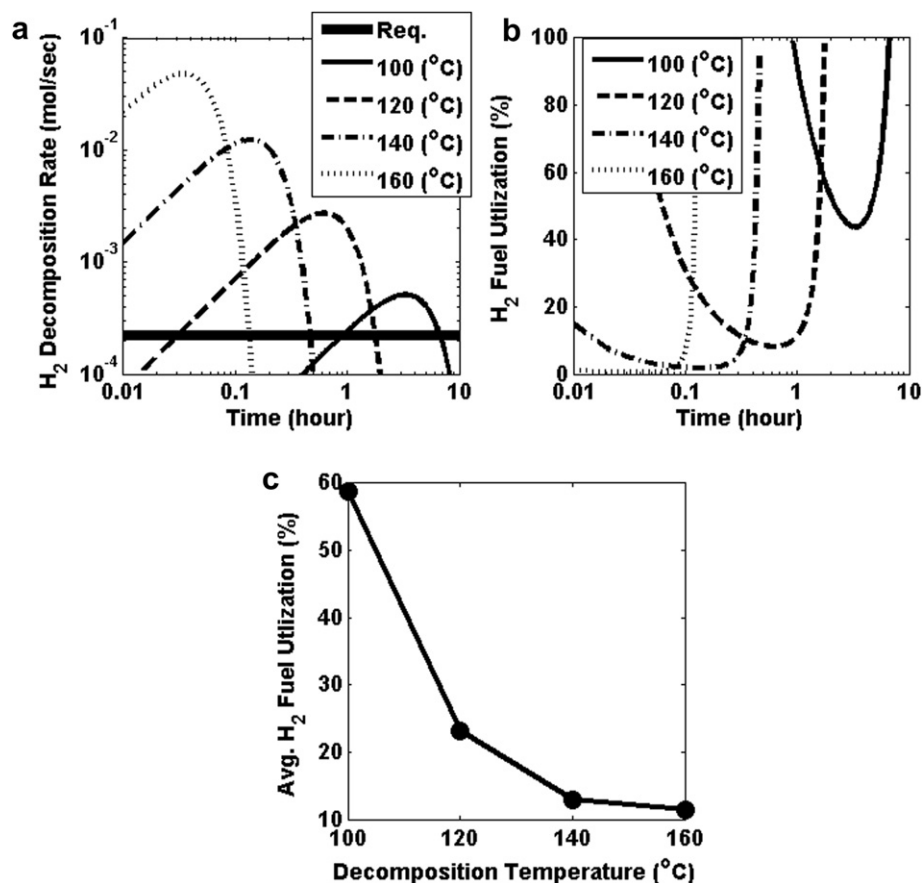 a
10⁻¹
10⁻²
10⁻³
10⁻⁴
H₂ Decomposition Rate (mol/sec)
0.01
0.1
1
10
Time (hour)
Req.
100 (°C)
120 (°C)
140 (°C)
160 (°C)
b
100
80
60
40
20
0
H₂ Fuel Utlization (%)
0.01
0.1
1
10
Time (hour)
100 (°C)
120 (°C)
140 (°C)
160 (°C)
c
60
50
40
30
20
10
Avg. H₂ Fuel Utlization (%)
100
120
140
160
Decomposition Temperature (°C)